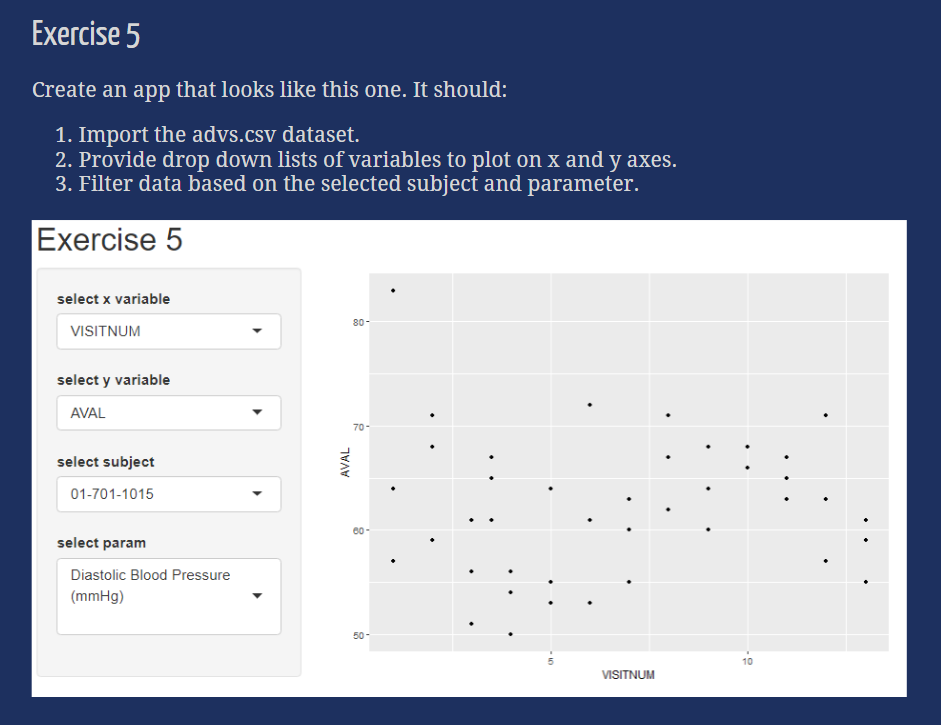 Exercise 5
Create an app that looks like this one. It should:
1. Import the advs.csv dataset.
2. Provide drop down lists of variables to plot on x and y axes.
3. Filter data based on the selected subject and parameter.
Exercise 5
select x variable
VISITNUM
select y variable
AVAL
select subject
01-701-1015
select param
Diastolic Blood Pressure
(mmHg)
80
70
60
50
AVAL
5 10
VISITNUM